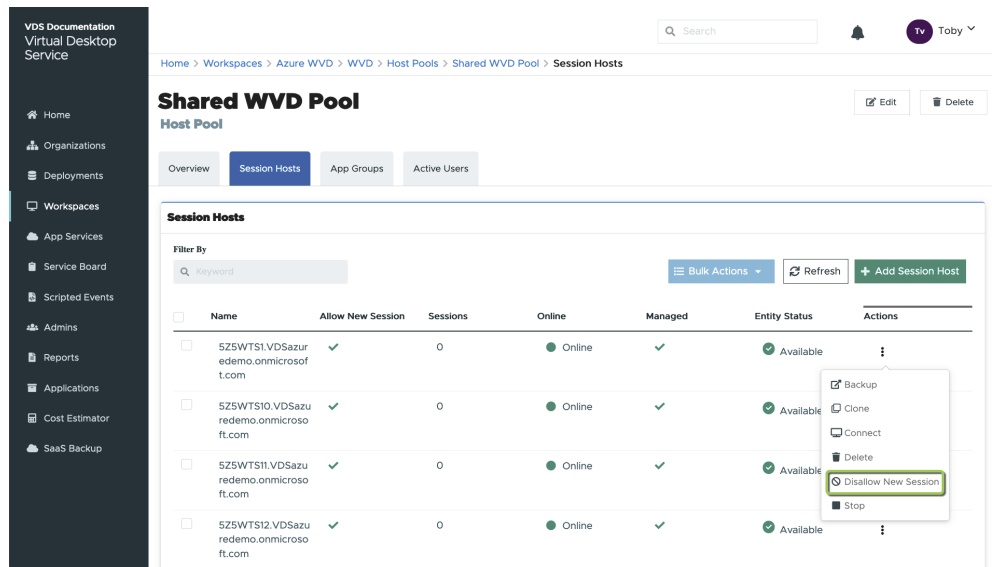 VDS Documentation
Virtual Desktop
Service
Search
Tv
Toby
Home > Workspaces > Azure WVD > WVD > Host Pools > Shared WVD Pool > Session Hosts
Shared WVD Pool
Host Pool
Edit
Delete
Home
Organizations
Deployments
Workspaces
App Services
Service Board
Scripted Events
Admins
Reports
Applications
Cost Estimator
SaaS Backup
Overview
Session Hosts
App Groups
Active Users
Session Hosts
Filter By
Keyword
Bulk Actions
Refresh
+ Add Session Host
Name Allow New Session Sessions Online Managed Entity Status Actions
5Z5WTS1.VDSazur
edemo.onmicrosof
t.com
0
Online
Available
5Z5WTS10.VDSazu
redemo.onmicroso
ft.com
0
Online
Available
5Z5WTS11.VDSazu
redemo.onmicroso
ft.com
0
Online
Available
5Z5WTS12.VDSazu
redemo.onmicroso
ft.com
0
Online
Available
Backup
Clone
Connect
Delete
Disallow New Session
Stop